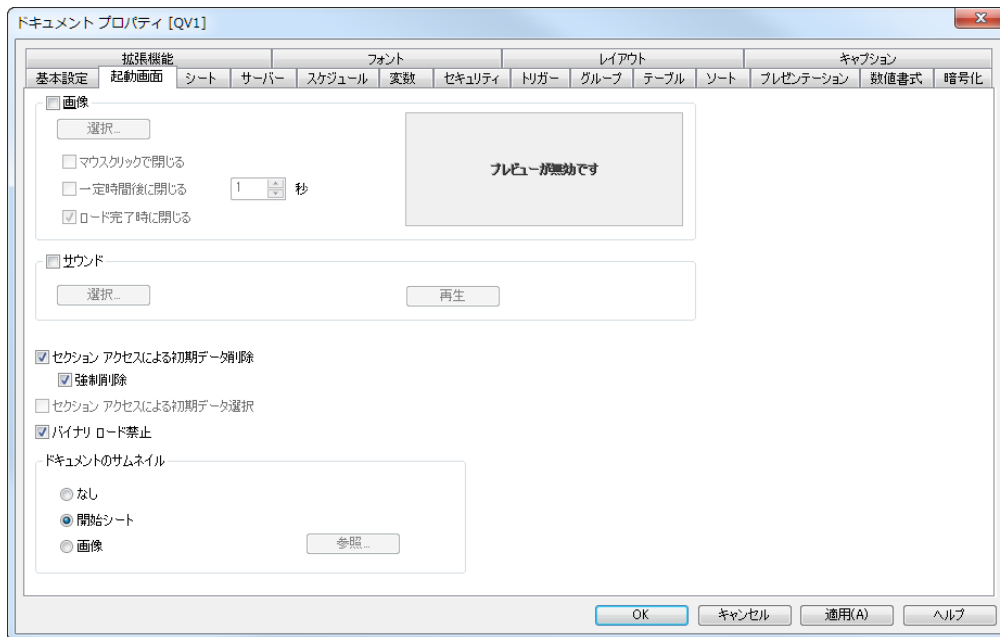 ドキュメント プロパティ [QV1]
拡張機能 フォント レイアウト キャプション
基本設定 起動画面 シート サーバー スケジュール 変数 セキュリティ トリガー グループ テーブル ソート プレゼンテーション 数値書式 暗号化
画像
選択...
プレビューが無効です
マウスクリックで閉じる
一定時間後に閉じる 1 秒
ロード完了時に閉じる
サウンド
選択... 再生
セクション アクセスによる初期データ削除
強制削除
セクション アクセスによる初期データ選択
バイナリ ロード禁止
ドキュメントのサムネイル
なし
開始シート
画像 参照...
OK キャンセル 適用(A) ヘルプ